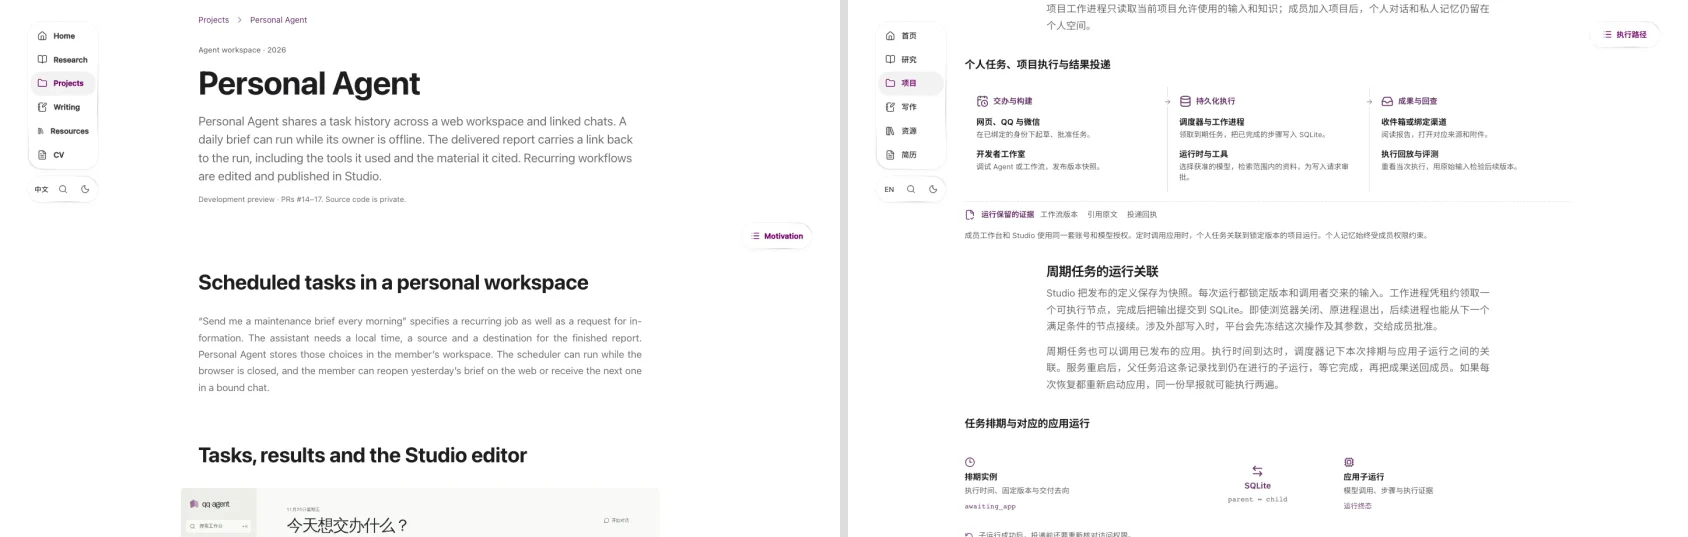 Projects > Personal Agent
Home
Research
Projects
Writing
Resources
CV
中文
Agent workspace · 2026
Personal Agent
Personal Agent shares a task history across a web workspace and linked chats. A
daily brief can run while its owner is offline. The delivered report carries a link back
to the run, including the tools it used and the material it cited. Recurring workflows
are edited and published in Studio.
Development preview · PRs #14–17. Source code is private.
Motivation
Scheduled tasks in a personal workspace
“Send me a maintenance brief every morning” specifies a recurring job as well as a request for in-
formation. The assistant needs a local time, a source and a destination for the finished report.
Personal Agent stores those choices in the member’s workspace. The scheduler can run while the
browser is closed, and the member can reopen yesterday’s brief on the web or receive the next one
in a bound chat.
Tasks, results and the Studio editor
qq agent
今天想交办什么？
首页
研究
项目
写作
资源
简历
EN
项目工作进程只读取当前项目允许使用的输入和知识；成员加入项目后，个人对话和私人记忆仍留在
个人空间。
执行路径
个人任务、项目执行与结果投递
交办与构建
网页、QQ 与微信
在已绑定的身份下起草、批准任务。
开发者工作室
调试 Agent 或工作流，发布版本快照。
持久化执行
调度器与工作进程
领取到期任务，把已完成的步骤写入 SQLite。
运行时与工具
选择获准的模型，检索范围内的资料，为写入请求审
批。
成果与回查
收件箱或绑定渠道
阅读报告，打开对应来源和附件。
执行回放与评测
重看当次执行，用原始输入检验后续版本。
运行保留的证据 工作流版本 引用原文 投递回执
成员工作台和 Studio 使用同一套账号和模型授权。定时调用应用时，个人任务关联到锁定版本的项目运行。个人记忆始终受成员权限约束。
周期任务的运行关联
Studio 把发布的定义保存为快照。每次运行都锁定版本和调用者交来的输入。工作进程凭租约领取一
个可执行节点，完成后把输出提交到 SQLite。即使浏览器关闭、原进程退出，后续进程也能从下一个
满足条件的节点接续。涉及外部写入时，平台会先冻结这次操作及其参数，交给成员批准。
周期任务也可以调用已发布的应用。执行时间到达时，调度器记下本次排期与应用子运行之间的关
联。服务重启后，父任务沿这条记录找到仍在进行的子运行，等它完成，再把成果送回成员。如果每
次恢复都重新启动应用，同一份早报就可能执行两遍。
任务排期与对应的应用运行
排期实例
执行时间、固定版本与交付去向
awaiting_app
SQLite
parent ↔ child
应用子运行
模型调用、步骤与执行证据
运行终态
子运行成功后，投递前还要重新核对访问权限。